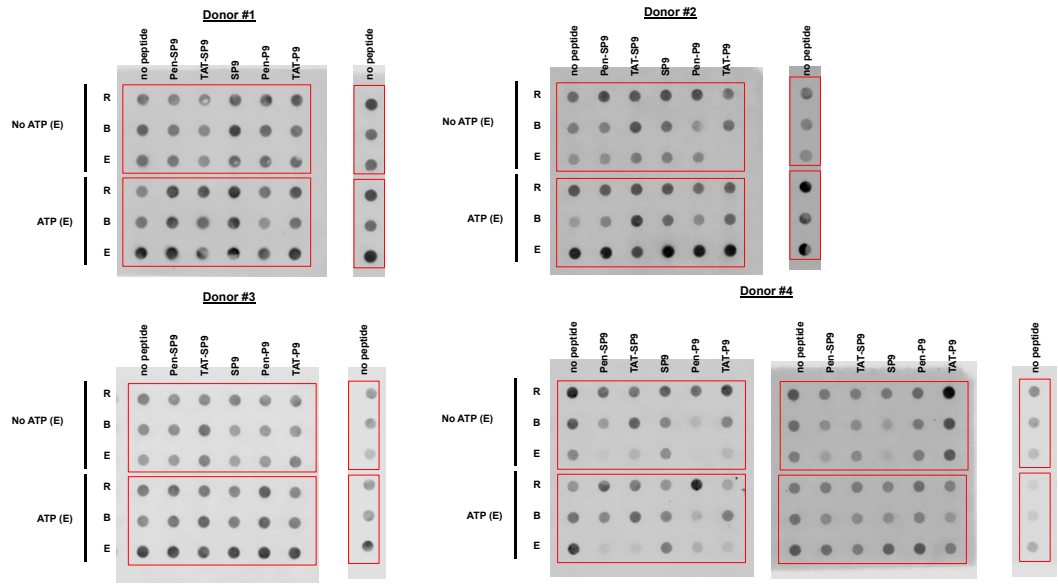 Donor #1
no peptide Pen-SP9 TAT-SP9 SP9 Pen-P9 TAT-P9 no peptide
R
No ATP (E) B
E
R
ATP (E) B
E
Donor #2
no peptide Pen-SP9 TAT-SP9 SP9 Pen-P9 TAT-P9 no peptide
R
No ATP (E) B
E
R
ATP (E) B
E
Donor #3
no peptide Pen-SP9 TAT-SP9 SP9 Pen-P9 TAT-P9 no peptide
R
No ATP (E) B
E
R
ATP (E) B
E
Donor #4
no peptide Pen-SP9 TAT-SP9 SP9 Pen-P9 TAT-P9 no peptide Pen-SP9 TAT-SP9 SP9 Pen-P9 TAT-P9 no peptide
R
No ATP (E) B
E
R
ATP (E) B
E